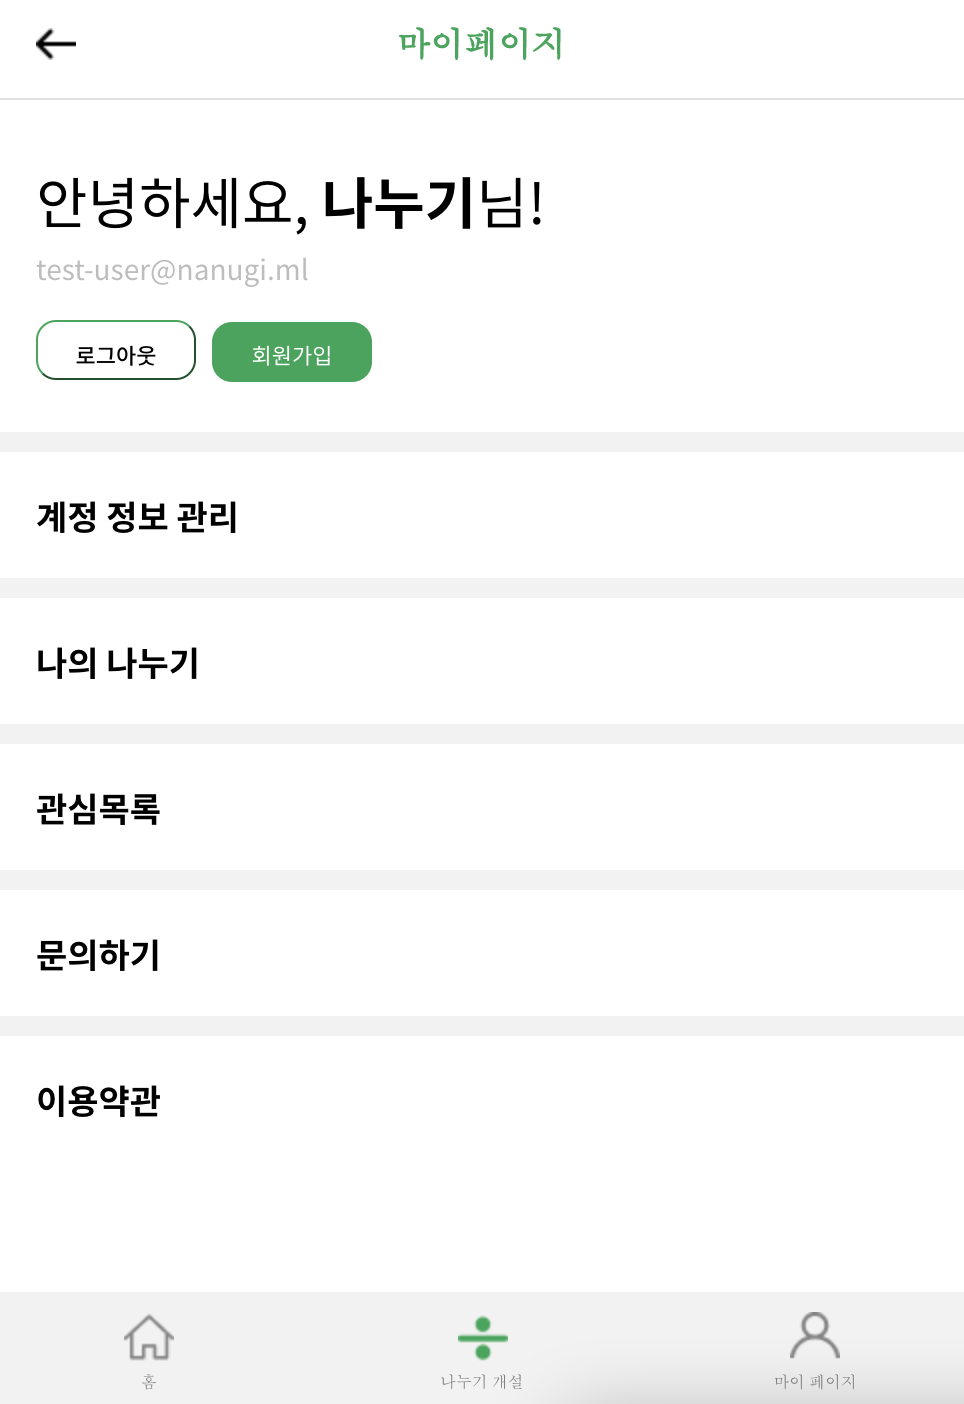 마이페이지
안녕하세요, 나누기님!
test-user@nanugi.ml
로그아웃 회원가입
계정 정보 관리
나의 나누기
관심목록
문의하기
이용약관
홈 나누기 개설 마이 페이지